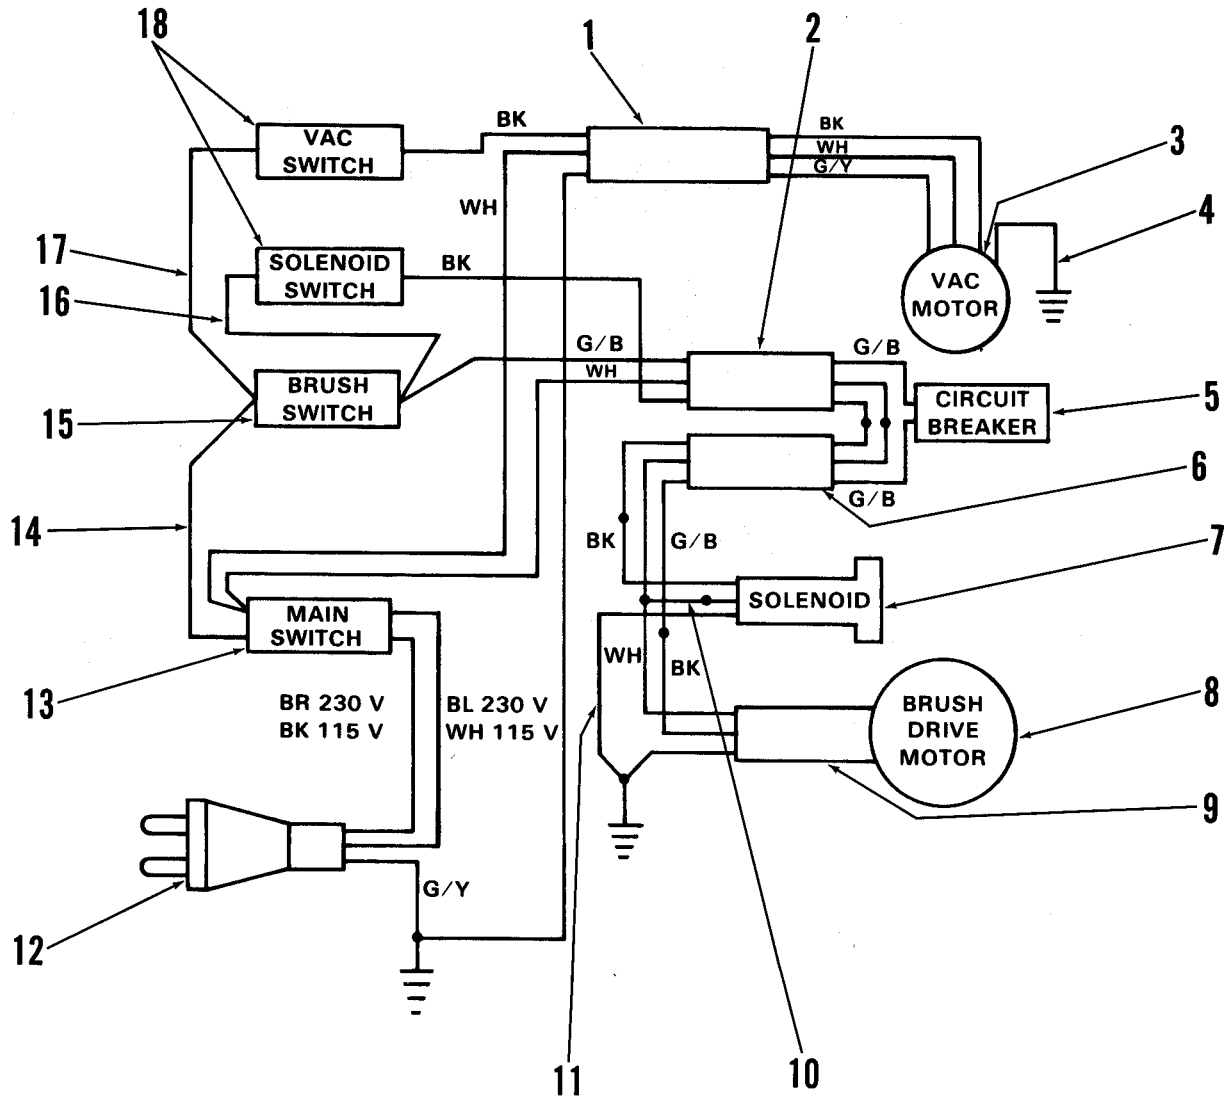 18
1
2
BK
BK
VAC
SWITCH
WH
G/Y
3
WH
4
17
SOLENOID
SWITCH
BK
VAC
MOTOR
16
G/B
G/B
WH
BRUSH
SWITCH
CIRCUIT
BREAKER
5
15
6
G/B
14
BK
G/B
7
SOLENOID
MAIN
SWITCH
WH
BK
13
BR 230 V
BK 115 V
BL 230 V
WH 115 V
BRUSH
DRIVE
MOTOR
8
9
G/Y
12
11
10